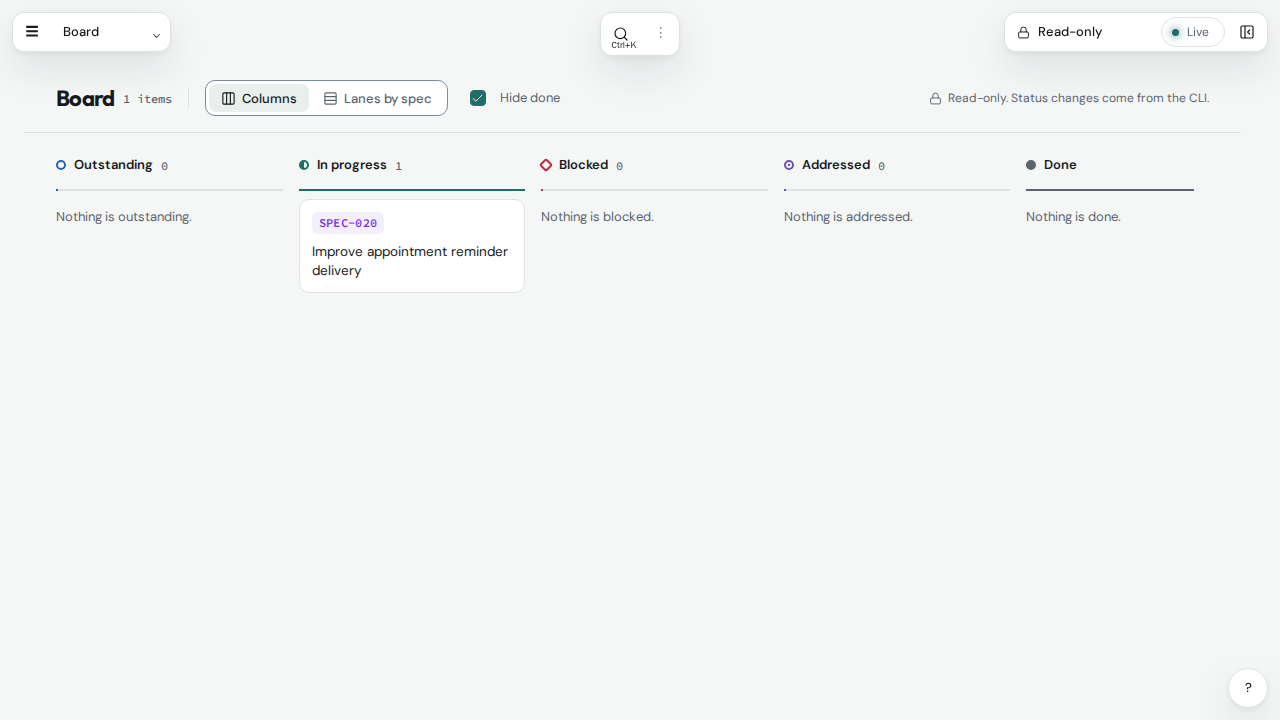 Board
Ctrl+K
Read-only
Live
Board 1 items
Columns
Lanes by spec
Hide done
Read-only. Status changes come from the CLI.
Outstanding 0
In progress 1
Blocked 0
Addressed 0
Done
Nothing is outstanding.
SPEC-020
Improve appointment reminder
delivery
Nothing is blocked.
Nothing is addressed.
Nothing is done.
?